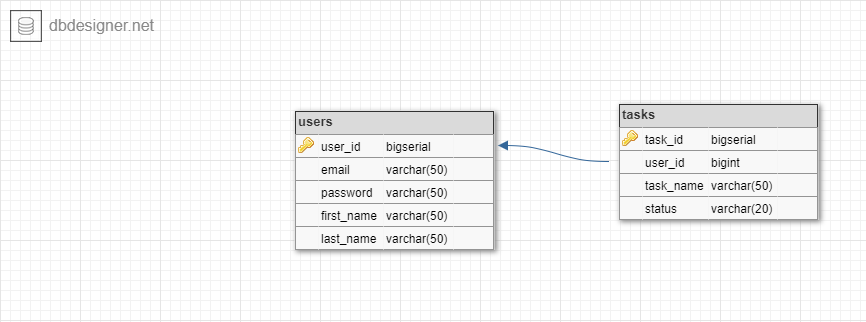 dbdesigner.net
users
user_id bigserial
email varchar(50)
password varchar(50)
first_name varchar(50)
last_name varchar(50)
tasks
task_id bigserial
user_id bigint
task_name varchar(50)
status varchar(20)